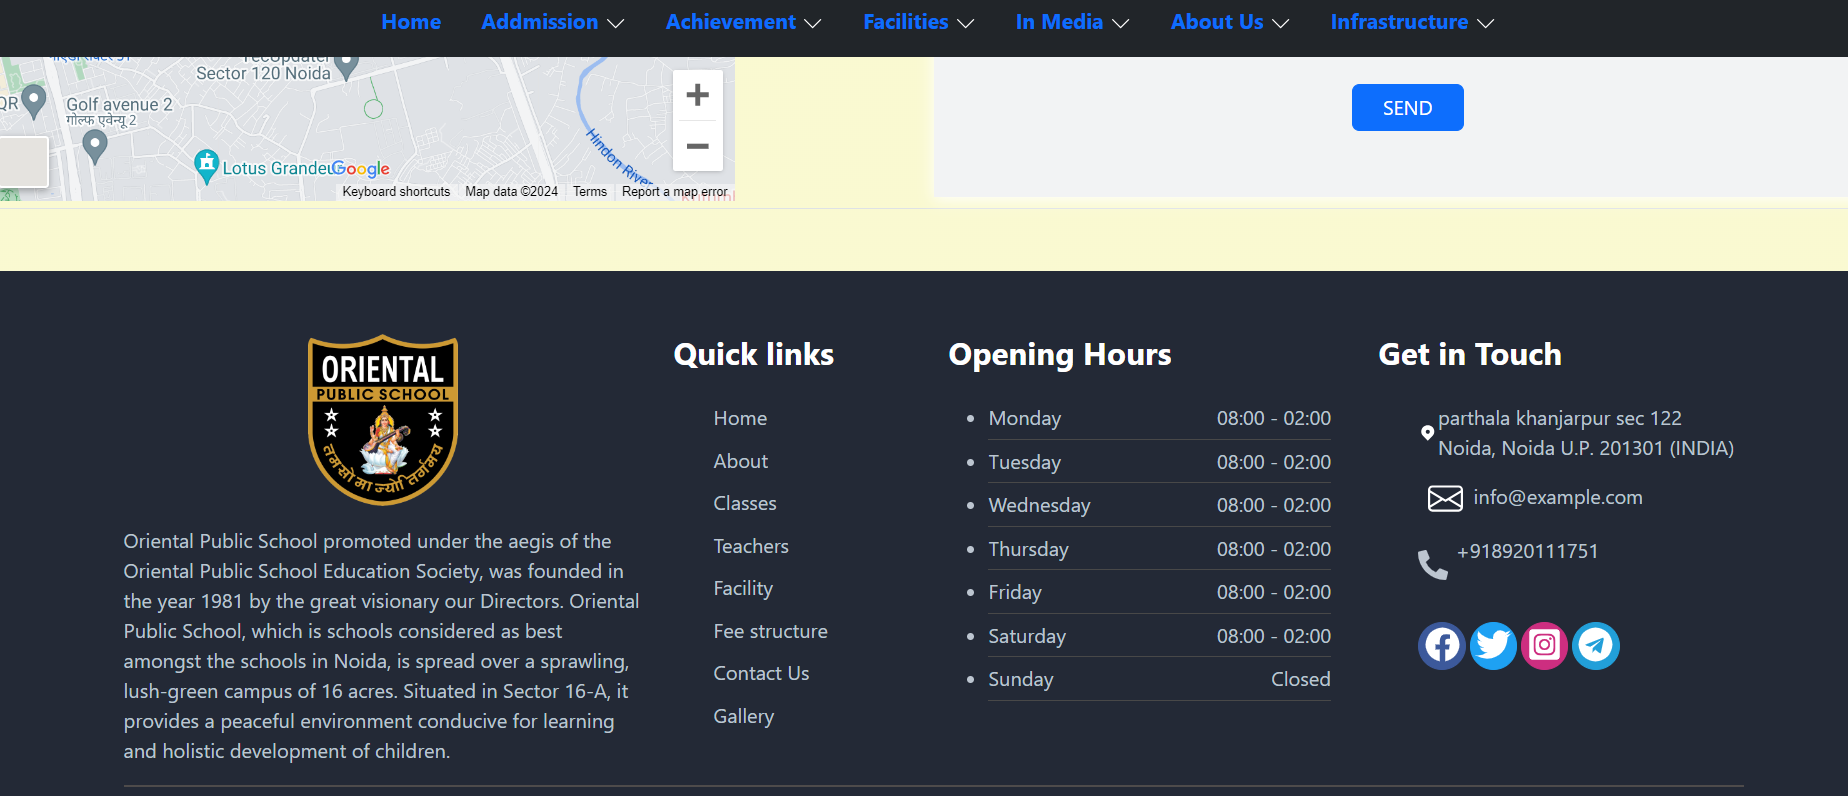 Home Addmission Achievement Facilities In Media About Us Infrastructure
Sector 120 Noida
Golf avenue 2
गोल्फ एवेन्यू 2
Lotus Grandeu
Google
Hindon River
Keyboard shortcuts Map data ©2024 Terms Report a map error
SEND
ORIENTAL
PUBLIC SCHOOL
तमसो मा ज्योतिर्गमय
Oriental Public School promoted under the aegis of the
Oriental Public School Education Society, was founded in
the year 1981 by the great visionary our Directors. Oriental
Public School, which is schools considered as best
amongst the schools in Noida, is spread over a sprawling,
lush-green campus of 16 acres. Situated in Sector 16-A, it
provides a peaceful environment conducive for learning
and holistic development of children.
Quick links
Home
About
Classes
Teachers
Facility
Fee structure
Contact Us
Gallery
Opening Hours
Monday 08:00 - 02:00
Tuesday 08:00 - 02:00
Wednesday 08:00 - 02:00
Thursday 08:00 - 02:00
Friday 08:00 - 02:00
Saturday 08:00 - 02:00
Sunday Closed
Get in Touch
parthala khanjarpur sec 122
Noida, Noida U.P. 201301 (INDIA)
info@example.com
+918920111751